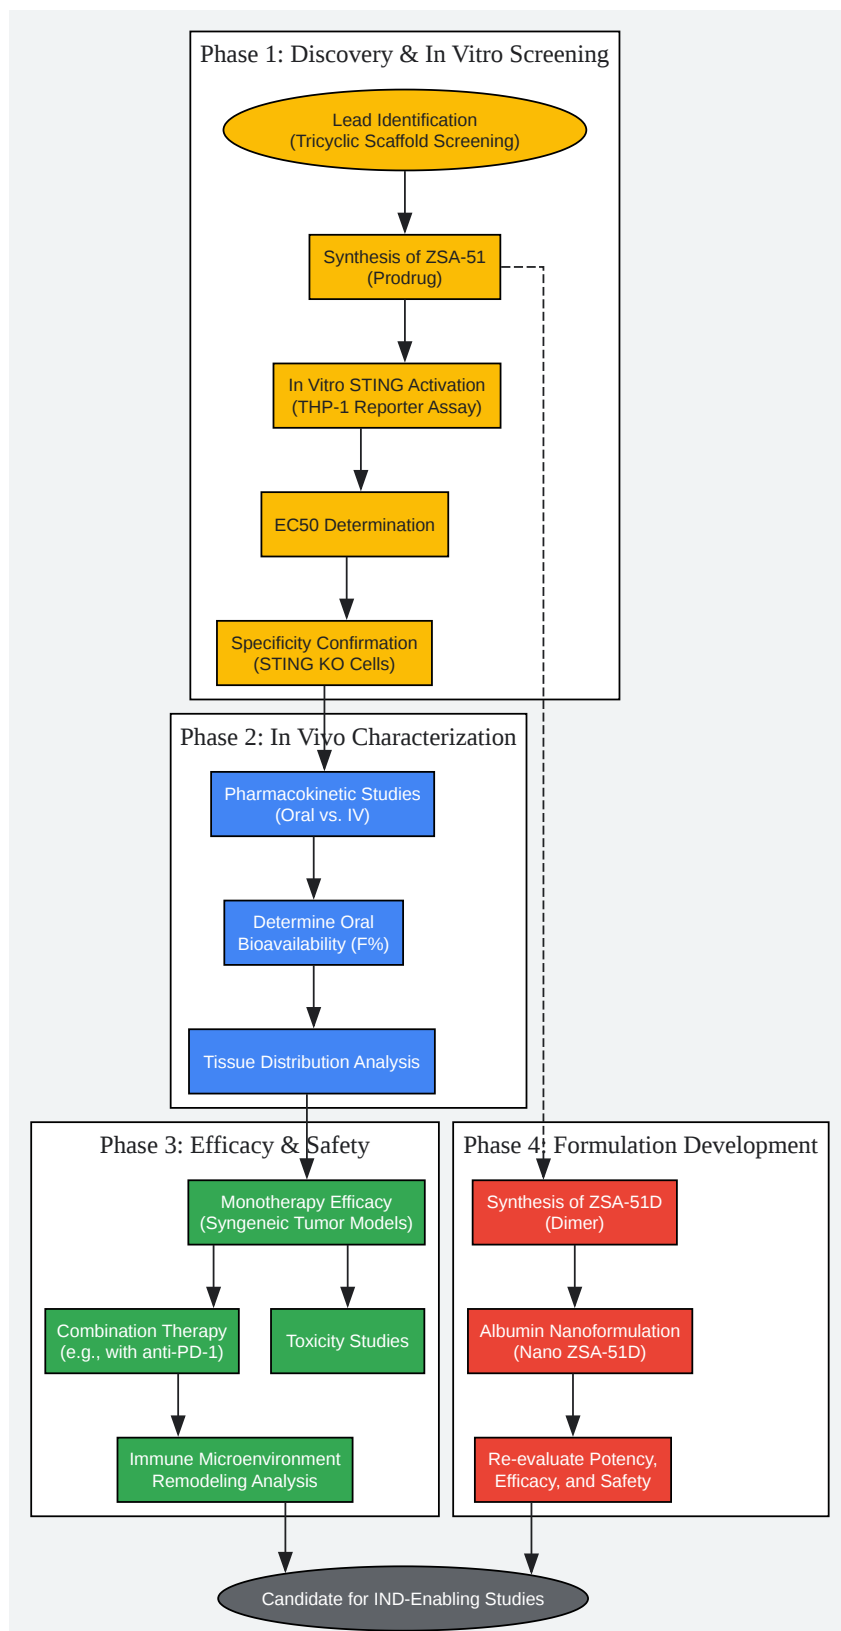 Phase 1: Discovery & In Vitro Screening
Lead Identification
(Tricyclic Scaffold Screening)
Synthesis of ZSA-51
(Prodrug)
In Vitro STING Activation
(THP-1 Reporter Assay)
EC50 Determination
Specificity Confirmation
(STING KO Cells)
Phase 2: In Vivo Characterization
Pharmacokinetic Studies
(Oral vs. IV)
Determine Oral
Bioavailability (F%)
Tissue Distribution Analysis
Phase 3: Efficacy & Safety
Monotherapy Efficacy
(Syngeneic Tumor Models)
Combination Therapy
(e.g., with anti-PD-1)
Toxicity Studies
Immune Microenvironment
Remodeling Analysis
Phase 4: Formulation Development
Synthesis of ZSA-51D
(Dimer)
Albumin Nanoformulation
(Nano ZSA-51D)
Re-evaluate Potency,
Efficacy, and Safety
Candidate for IND-Enabling Studies